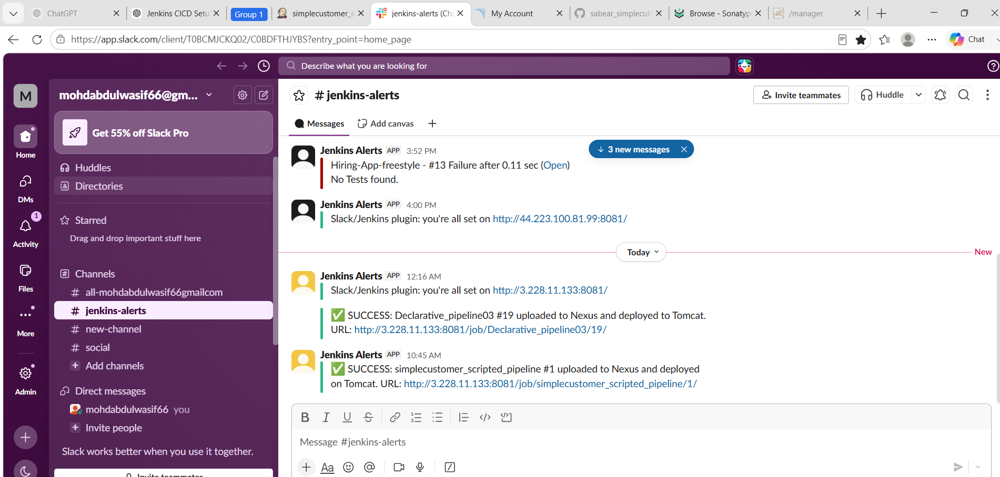 ChatGPT
Jenkins CICD Setu
Group 1
simplecustomer_s
jenkins-alerts (Cha
My Account
sabear_simplecuto
Browse - Sonatyp
/manager
https://app.slack.com/client/T0BCMJCKQ02/C0BDFTHJYBS?entry_point=home_page
Chat
Describe what you are looking for
M
mohdabdulwasif66@gm...
Get 55% off Slack Pro
Home
Huddles
Directories
DMs
Starred
1
Drag and drop important stuff here
Activity
Channels
Files
all-mohdabdulwasif66gmailcom
jenkins-alerts
new-channel
More
social
Add channels
Admin
Direct messages
mohdabdulwasif66 you
Invite people
Slack works better when you use it together.
Invite teammates
# jenkins-alerts
Invite teammates
Huddle
Messages
Add canvas
3 new messages
Jenkins Alerts APP 3:52 PM
Hiring-App-freestyle - #13 Failure after 0.11 sec (Open)
No Tests found.
Jenkins Alerts APP 4:00 PM
Slack/Jenkins plugin: you're all set on http://44.223.100.81.99:8081/
Today
New
Jenkins Alerts APP 12:16 AM
Slack/Jenkins plugin: you're all set on http://3.228.11.133:8081/
✅ SUCCESS: Declarative_pipeline03 #19 uploaded to Nexus and deployed to Tomcat.
URL: http://3.228.11.133:8081/job/Declarative_pipeline03/19/
Jenkins Alerts APP 10:45 AM
✅ SUCCESS: simplecustomer_scripted_pipeline #1 uploaded to Nexus and deployed
on Tomcat. URL: http://3.228.11.133:8081/job/simplecustomer_scripted_pipeline/1/
B I U S
Message #jenkins-alerts
Aa